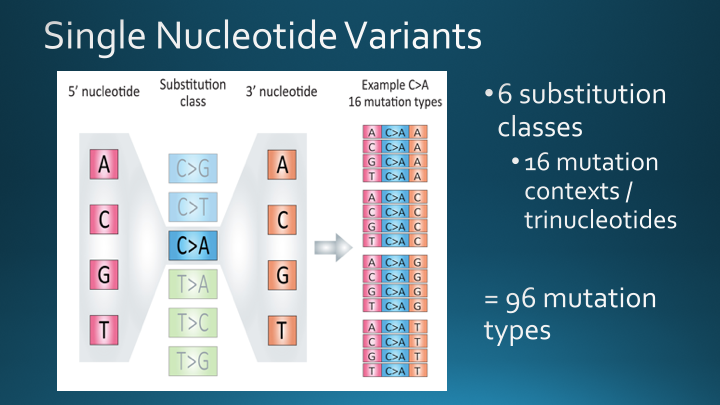 Single Nucleotide Variants
5′ nucleotide
Substitution
class
3′ nucleotide
A
C
G
T
C>G
C>T
C>A
T>A
T>C
T>G
A
C
G
T
Example C>A
16 mutation types
A C>A A
C C>A A
G C>A A
T C>A A
A C>A C
C C>A C
G C>A C
T C>A C
A C>A G
C C>A G
G C>A G
T C>A G
A C>A T
C C>A T
G C>A T
T C>A T
• 6 substitution
classes
• 16 mutation
contexts /
trinucleotides
= 96 mutation
types